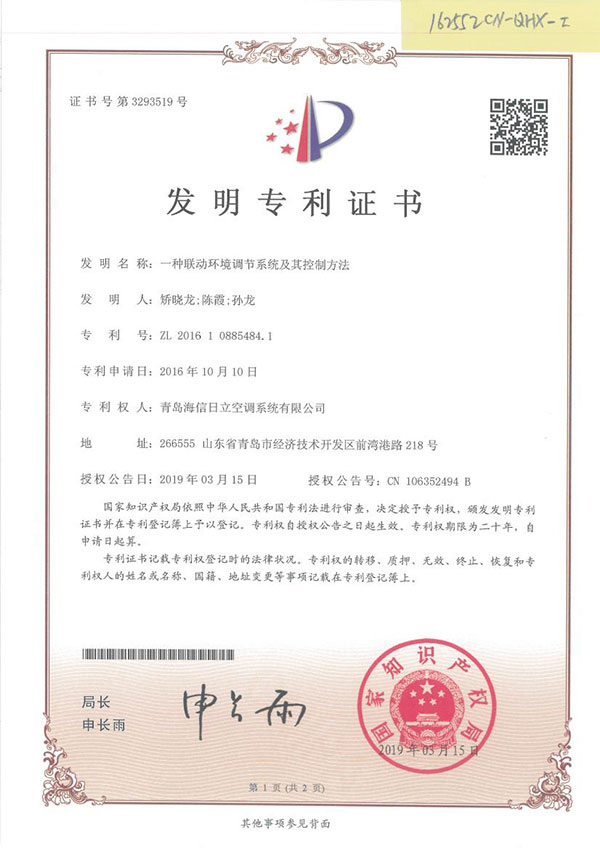 162552CN-QHX-I
证书号第3293519号
发明专利证书
发明名称：一种联动环境调节系统及其控制方法
发明人：矫晓龙;陈霞;孙龙
专利号：ZL 2016 1 0885484.1
专利申请日：2016年10月10日
专利权人：青岛海信日立空调系统有限公司
地址：266555 山东省青岛市经济技术开发区前湾港路218号
授权公告日：2019年03月15日 授权公告号：CN 106352494 B
国家知识产权局依照中华人民共和国专利法进行审查，决定授予专利权，颁发发明专利
证书并在专利登记簿上予以登记。专利权自授权公告之日起生效。专利权期限为二十年，自
申请日起算。
专利证书记载专利权登记时的法律状况。专利权的转移、质押、无效、终止、恢复和专
利权人的姓名或名称、国籍、地址变更等事项记载在专利登记簿上。
局长
申长雨
申长雨
国家知识产权局
2019年03月15日
第1页(共2页)
其他事项参见背面